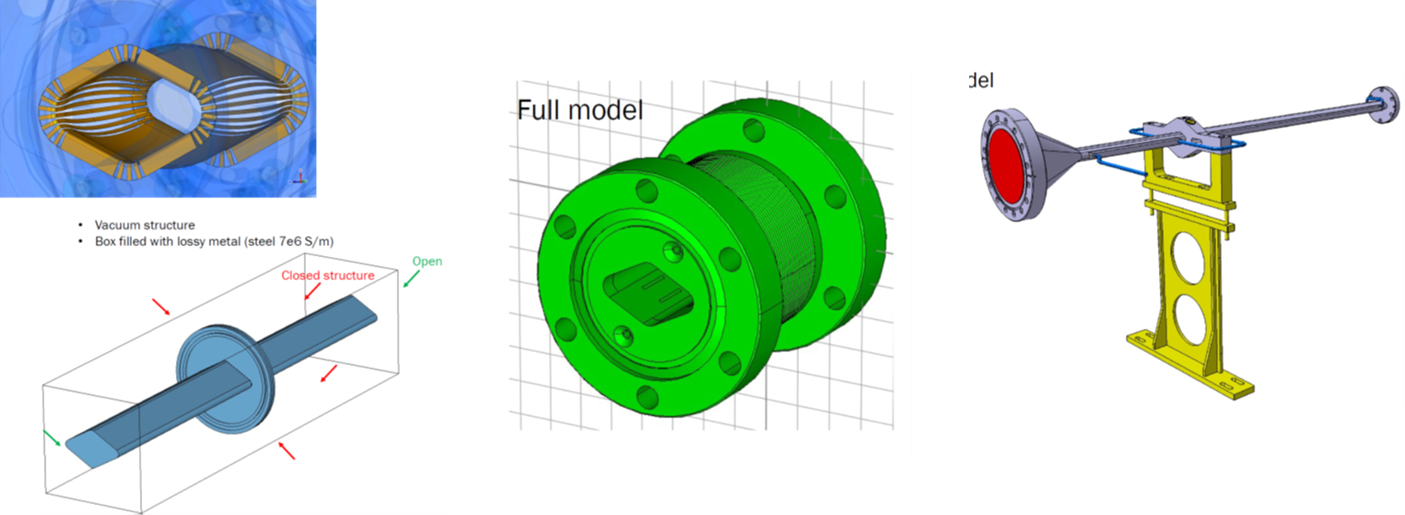 Full model
del
• Vacuum structure
• Box filled with lossy metal (steel 7e6 S/m)
Open
Closed structure